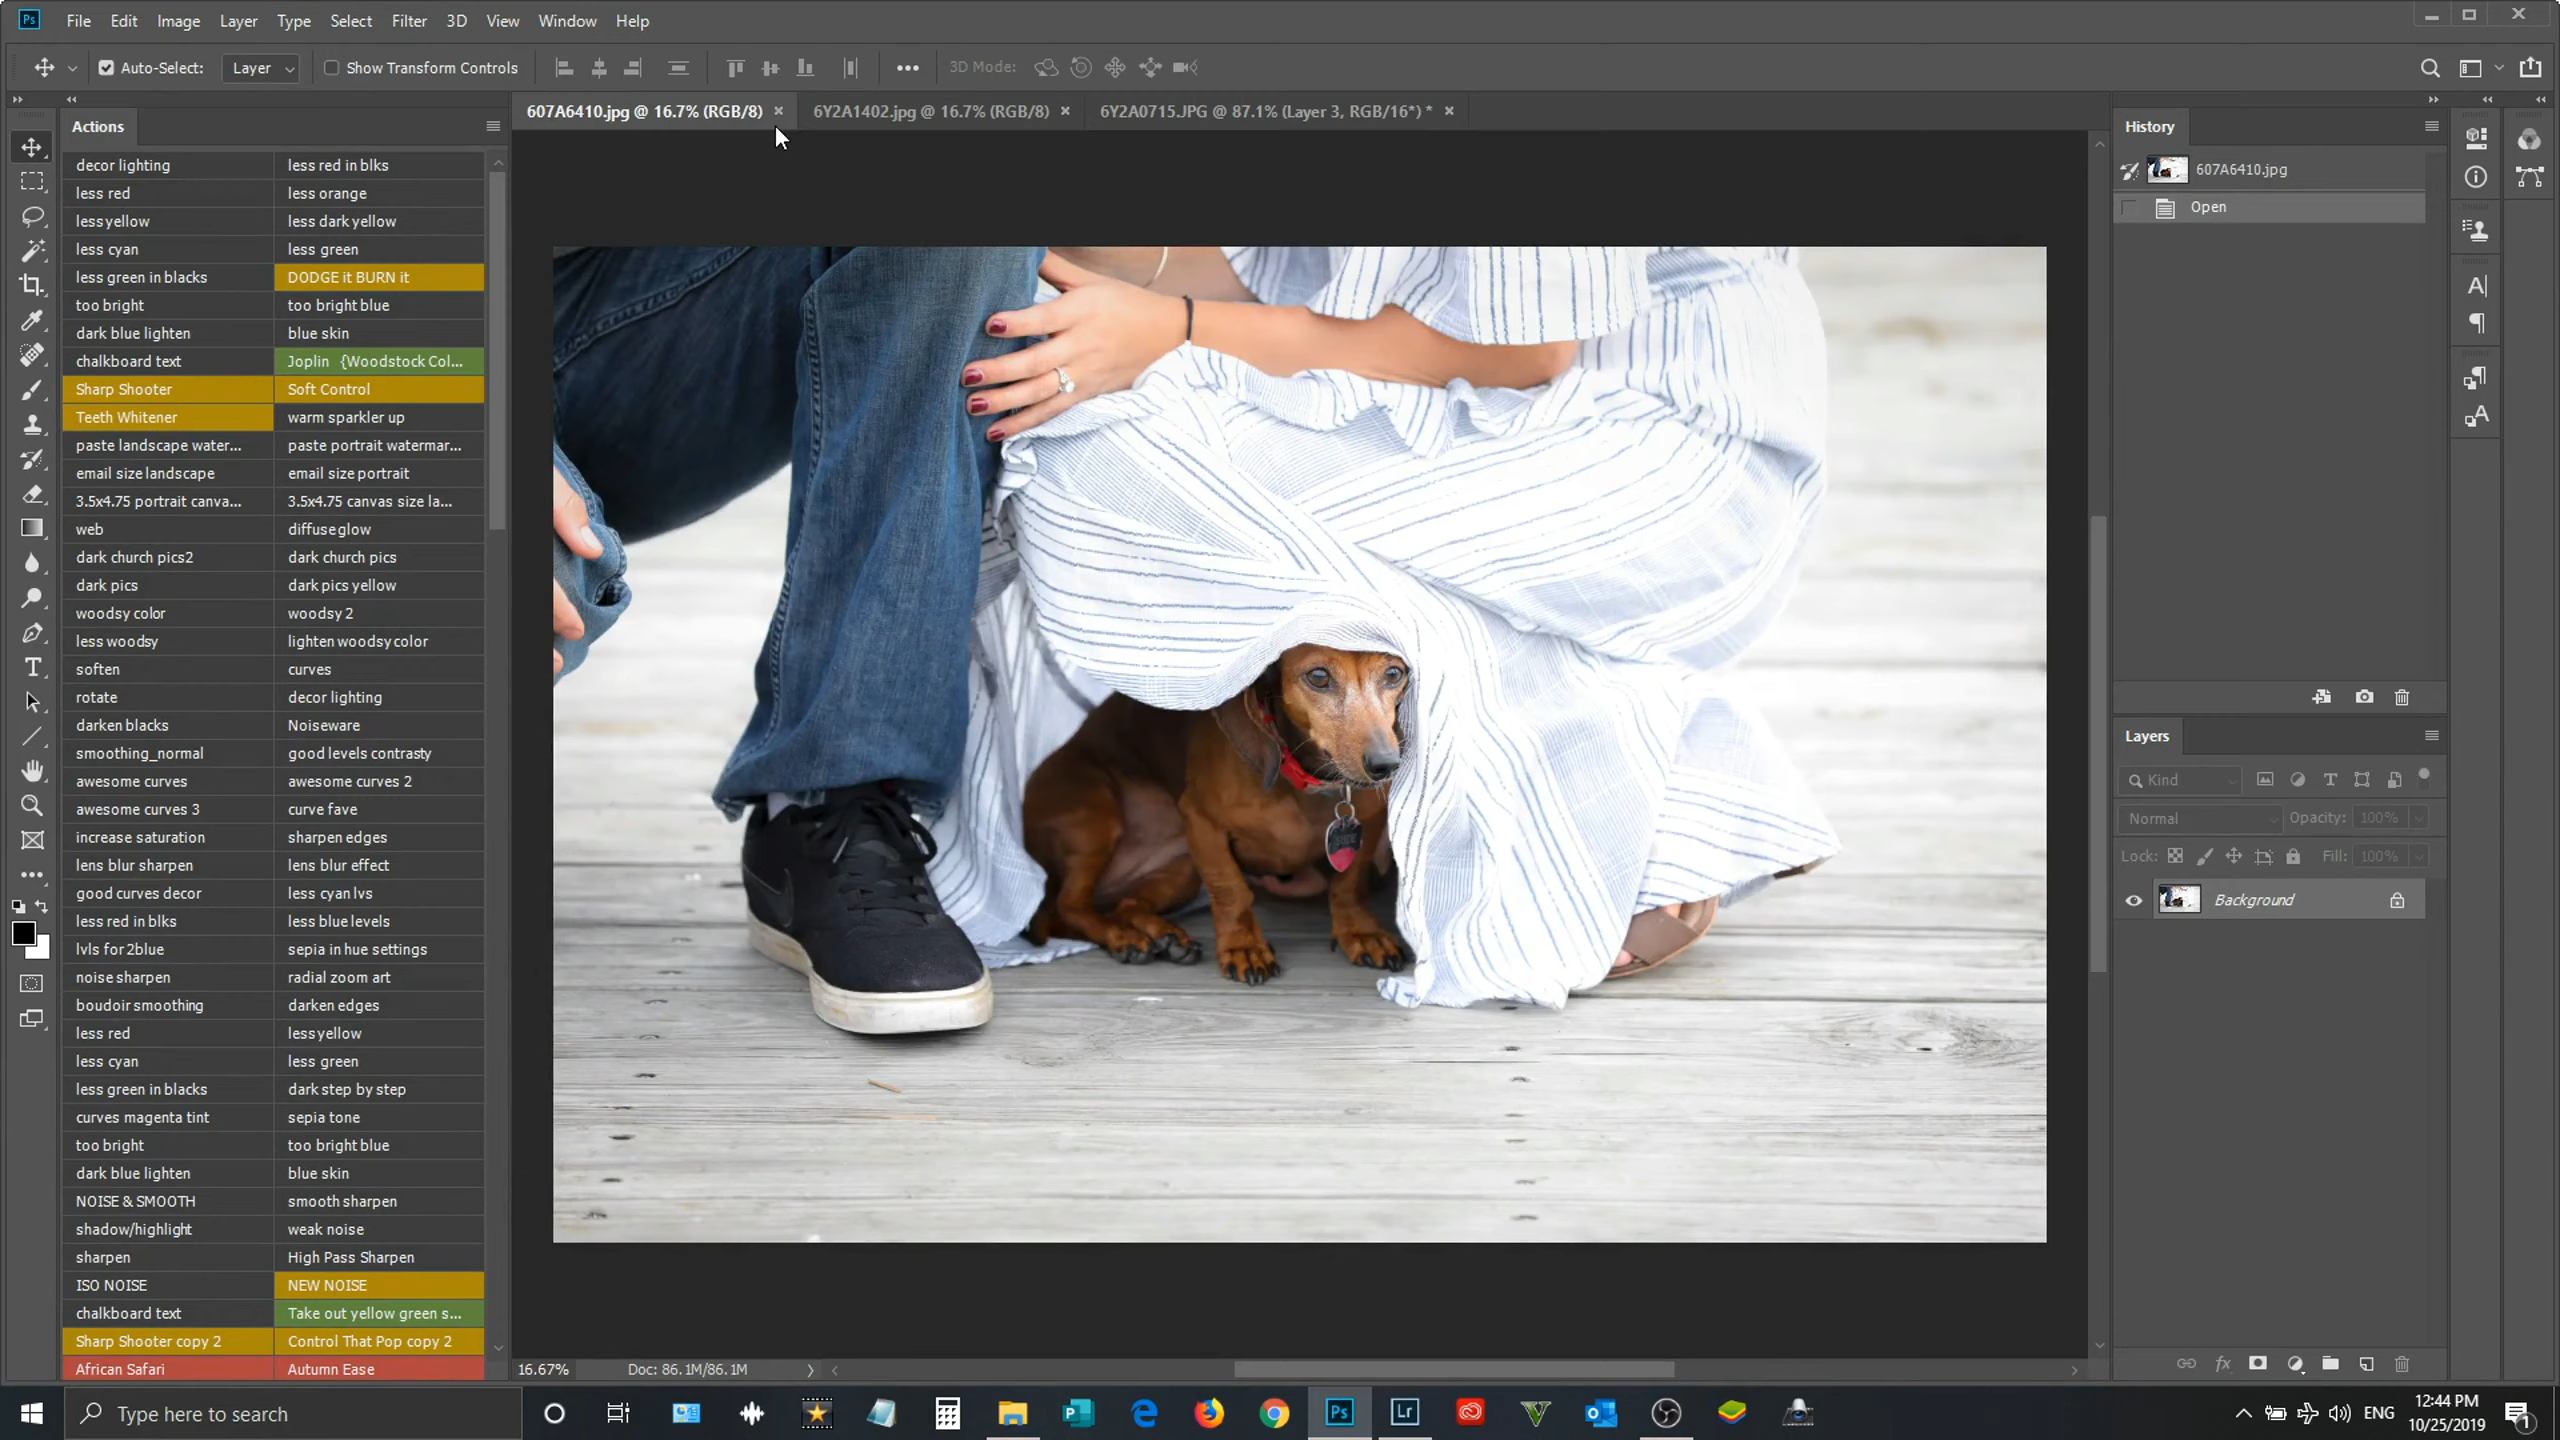 Ps File Edit Image Layer Type Select Filter 3D View Window Help
Auto-Select: Layer Show Transform Controls 3D Mode:
607A6410.jpg @ 16.7% (RGB/8) × 6Y2A1402.jpg @ 16.7% (RGB/8) × 6Y2A0715.JPG @ 87.1% (Layer 3, RGB/16*) * ×
Actions
decor lighting less red in blks
less red less orange
less yellow less dark yellow
less cyan less green
less green in blacks DODGE it BURN it
too bright too bright blue
dark blue lighten blue skin
chalkboard text Joplin {Woodstock Col...
Sharp Shooter Soft Control
Teeth Whitener warm sparkler up
paste landscape water... paste portrait watermar...
email size landscape email size portrait
3.5x4.75 portrait canva... 3.5x4.75 canvas size la...
web diffuse glow
dark church pics2 dark church pics
dark pics dark pics yellow
woodsy color woodsy 2
less woodsy lighten woodsy color
soften curves
rotate decor lighting
darken blacks Noiseware
smoothing_normal good levels contrasty
awesome curves awesome curves 2
awesome curves 3 curve fave
increase saturation sharpen edges
lens blur sharpen lens blur effect
good curves decor less cyan lvs
less red in blks less blue levels
lvls for 2blue sepia in hue settings
noise sharpen radial zoom art
boudoir smoothing darken edges
less red less yellow
less cyan less green
less green in blacks dark step by step
curves magenta tint sepia tone
too bright too bright blue
dark blue lighten blue skin
NOISE & SMOOTH smooth sharpen
shadow/highlight weak noise
sharpen High Pass Sharpen
ISO NOISE NEW NOISE
chalkboard text Take out yellow green s...
Sharp Shooter copy 2 Control That Pop copy 2
African Safari Autumn Ease
16.67% Doc: 86.1M/86.1M
History
607A6410.jpg
Open
Layers
Kind
Normal Opacity: 100%
Lock: Fill: 100%
Background
Type here to search
Ps Lr
ENG
12:44 PM
10/25/2019
1